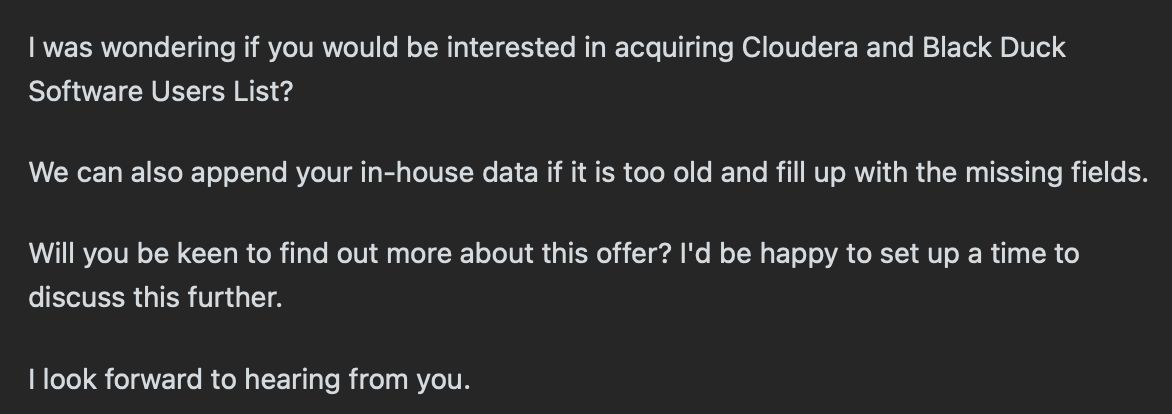 I was wondering if you would be interested in acquiring Cloudera and Black Duck
Software Users List?
We can also append your in-house data if it is too old and fill up with the missing fields.
Will you be keen to find out more about this offer? I'd be happy to set up a time to
discuss this further.
I look forward to hearing from you.